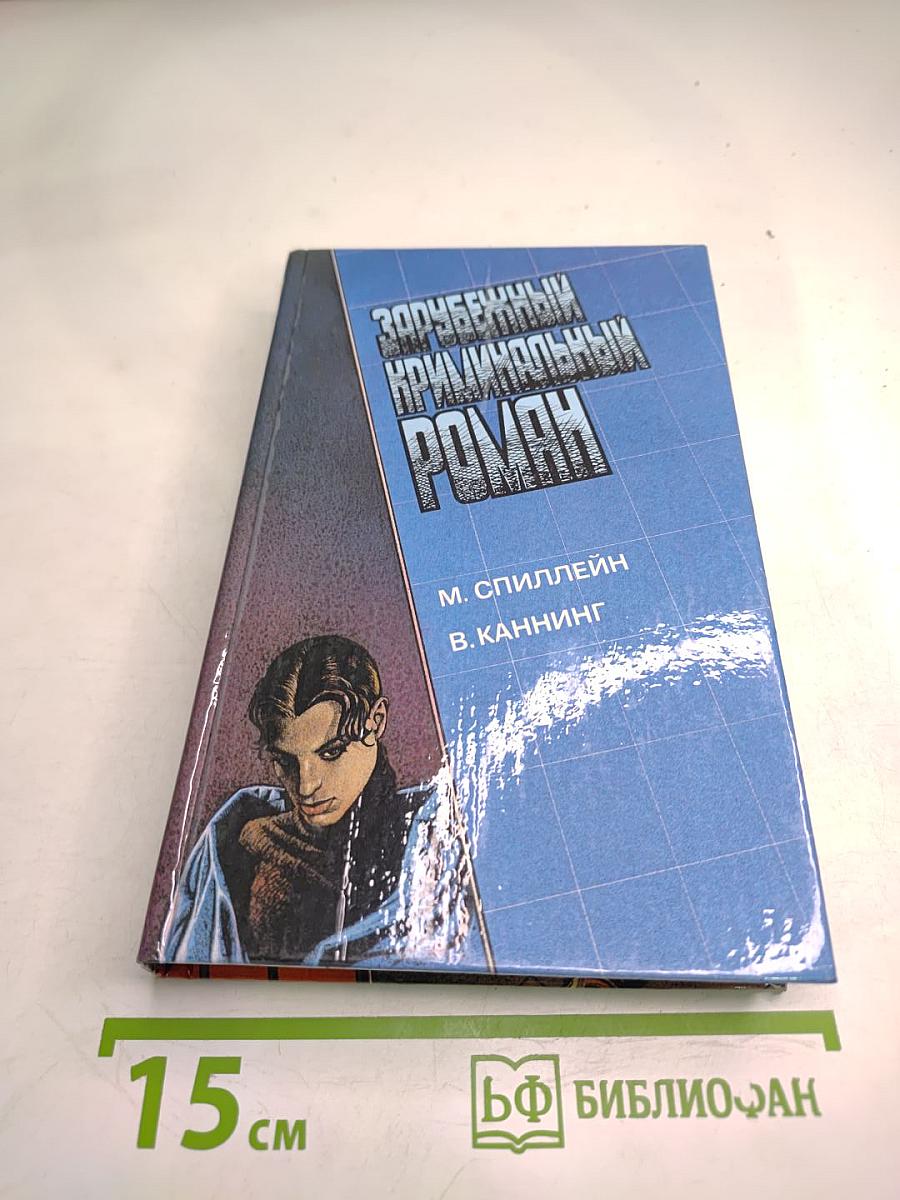 ЗАРУБЕЖНЫЙ
КРИМИНАЛЬНЫЙ
РОМАН
М. СПИЛЛЕЙН
В. КАННИНГ
15 см
БФ БИБЛИОФАН